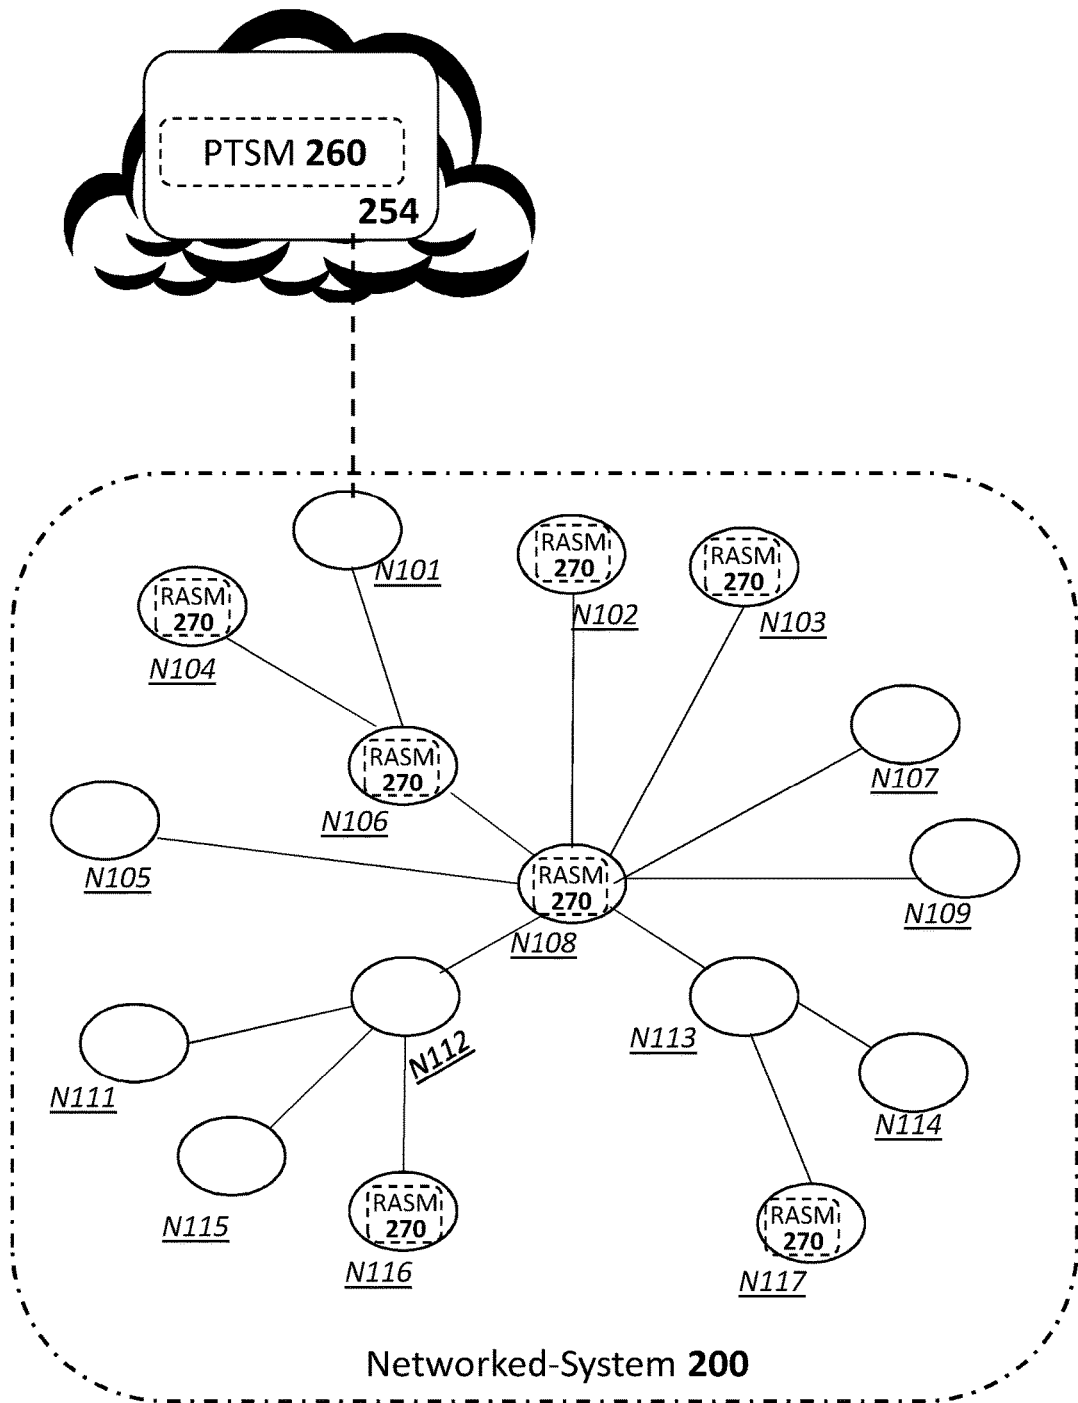 PTSM 260
254
N101
RASM
270
N102
RASM
270
N103
RASM
270
N104
RASM
270
N106
N107
N105
RASM
270
N108
N109
N112
N113
N111
N114
N115
RASM
270
N116
RASM
270
N117
Networked-System 200